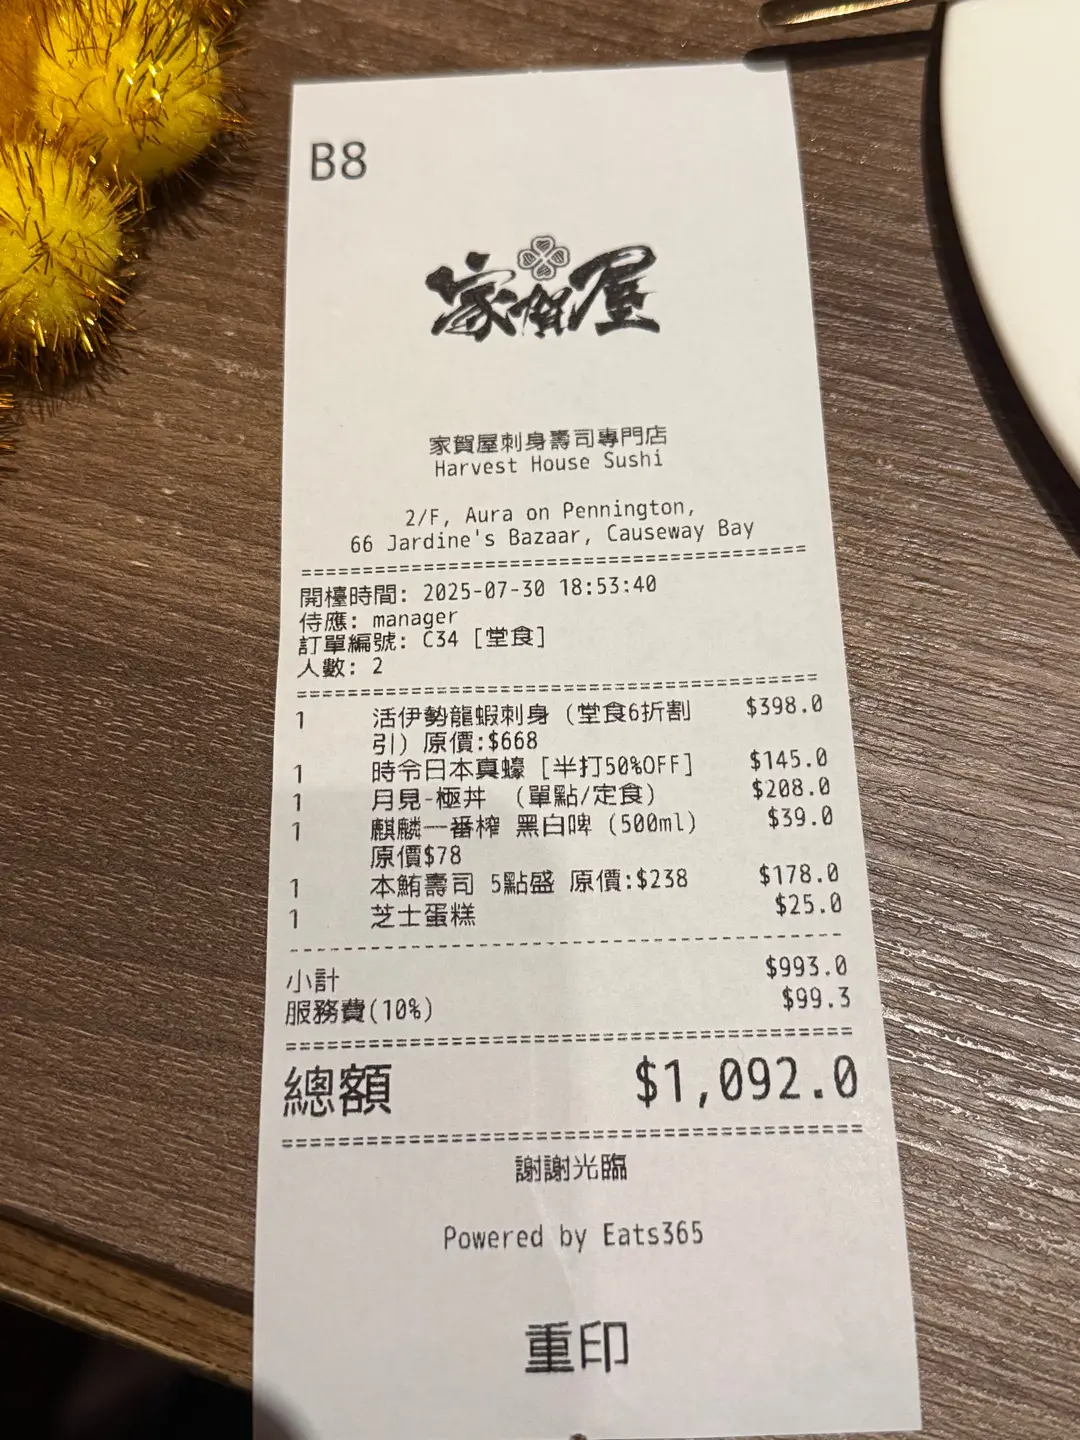 B8
家賀屋
家賀屋刺身壽司專門店
Harvest House Sushi
2/F, Aura on Pennington,
66 Jardine's Bazaar, Causeway Bay
開檯時間: 2025-07-30 18:53:40
侍應: manager
訂單編號: C34 [堂食]
人數: 2
1 活伊勢龍蝦刺身 (堂食6折割 $398.0
引) 原價:$668
1 時令日本真蠔 [半打50%OFF] $145.0
1 月見-極丼 (單點/定食) $208.0
1 麒麟一番榨 黑白啤 (500ml) $39.0
原價$78
1 本鮪壽司 5點盛 原價:$238 $178.0
1 芝士蛋糕 $25.0
小計 $993.0
服務費(10%) $99.3
總額 $1,092.0
謝謝光臨
Powered by Eats365
重印